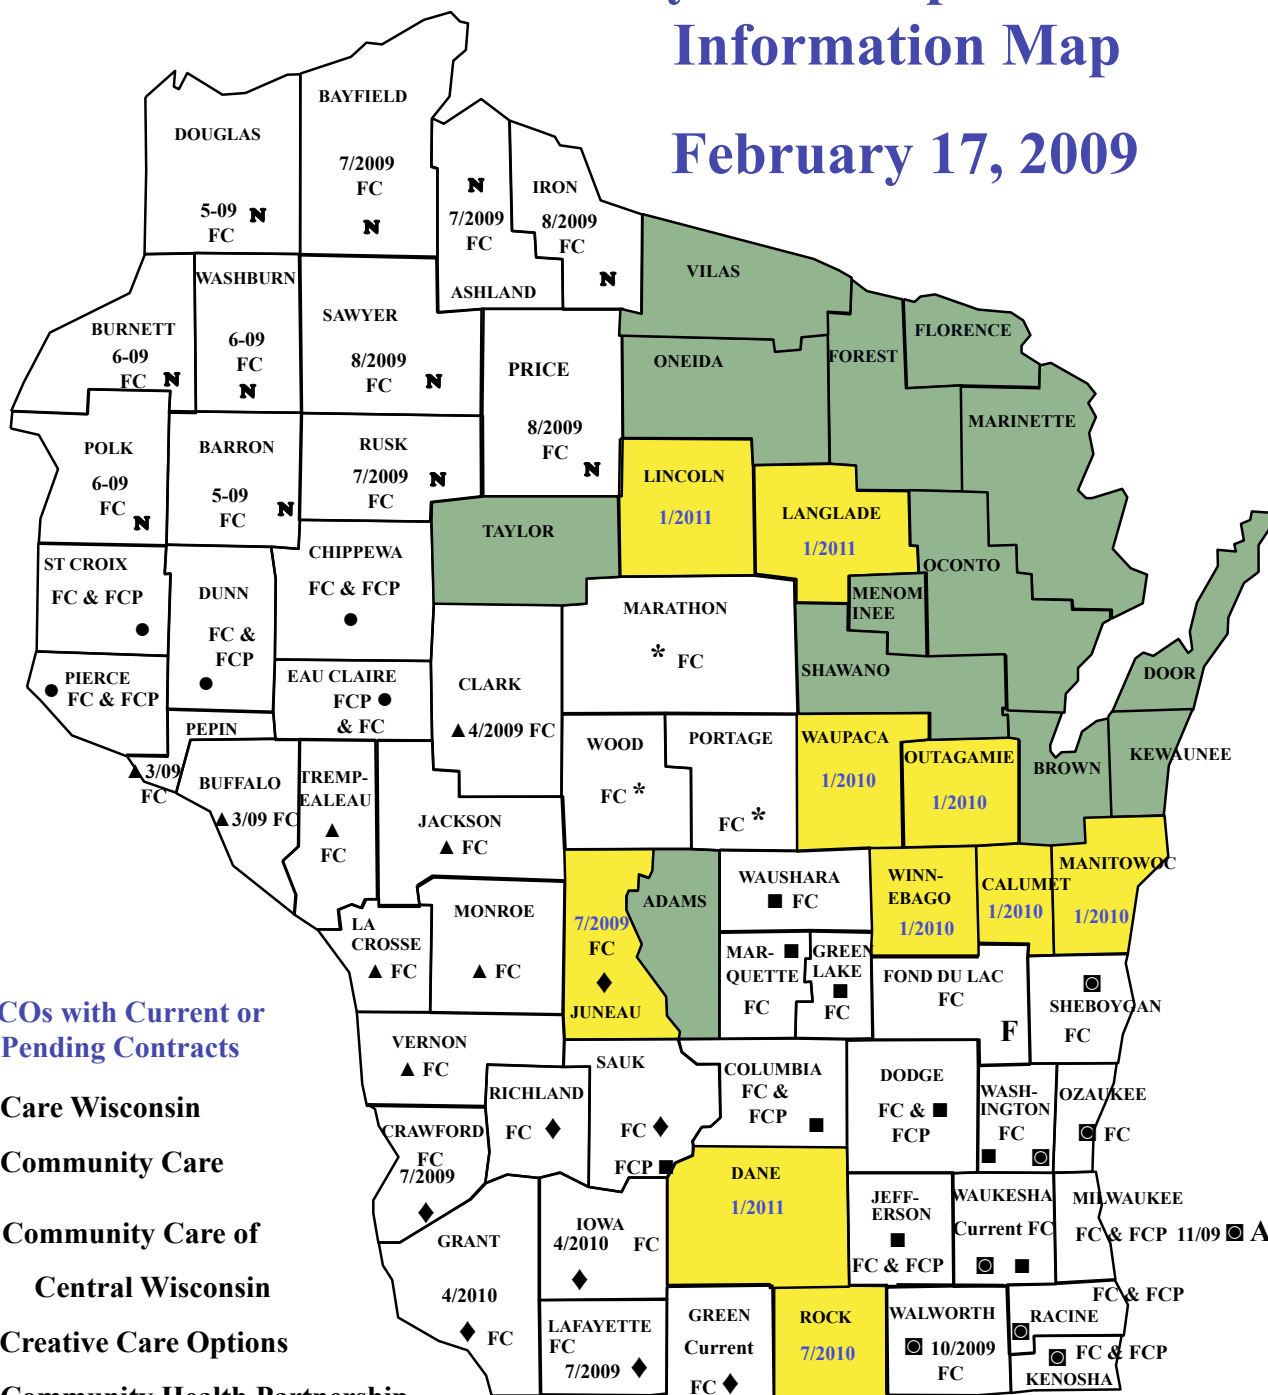 Information Map
February 17, 2009
DOUGLAS
5-09 N
FC
BAYFIELD
7/2009
FC
N
N
7/2009
FC
ASHLAND
IRON
8/2009
FC
N
VILAS
WASHBURN
6-09
FC
N
BURNETT
6-09
FC N
SAWYER
8/2009
FC N
PRICE
8/2009
FC
N
ONEIDA
FOREST
FLORENCE
MARINETTE
POLK
6-09
FC
N
BARRON
5-09
FC
N
RUSK
7/2009
FC
N
LINCOLN
1/2011
LANGLADE
1/2011
TAYLOR
OCONTO
MENOM
INEE
ST CROIX
FC & FCP
DUNN
FC &
FCP
CHIPPEWA
FC & FCP
MARATHON
* FC
SHAWANO
DOOR
PIERCE
FC & FCP
EAU CLAIRE
FCP
& FC
CLARK
▲4/2009 FC
PEPIN
▲3/09
FC
BUFFALO
▲3/09 FC
TREMP-
EALEAU
▲
FC
JACKSON
▲ FC
WOOD
FC *
PORTAGE
FC *
WAUPACA
1/2010
OUTAGAMIE
1/2010
BROWN
KEWAUNEE
WAUSHARA
■ FC
WINN-
EBAGO
1/2010
CALUMET
1/2010
MANITOWOC
1/2010
LA
CROSSE
▲ FC
MONROE
▲ FC
7/2009
FC
♦
JUNEAU
ADAMS
MAR- ■
QUETTE
FC
GREEN
LAKE
■
FC
FOND DU LAC
FC
F
SHEBOYGAN
FC
COs with Current or
Pending Contracts
VERNON
▲ FC
SAUK
FC ♦
FCP ■
RICHLAND
FC ♦
COLUMBIA
FC &
FCP ■
DODGE
FC & ■
FCP
WASH-
INGTON
FC
OZAUKEE
FC
Care Wisconsin
Community Care
Community Care of
Central Wisconsin
Creative Care Options
Community Health Partnership
CRAWFORD
FC
7/2009
♦
DANE
1/2011
JEFF-
ERSON
■
FC & FCP
WAUKESHA
Current FC
MILWAUKEE
FC & FCP 11/09 A
GRANT
4/2010
♦ FC
IOWA
4/2010 FC
♦
LAFAYETTE
FC
7/2009 ♦
GREEN
Current
FC ♦
ROCK
7/2010
WALWORTH
10/2009
FC
FC & FCP
RACINE
FC & FCP
KENOSHA